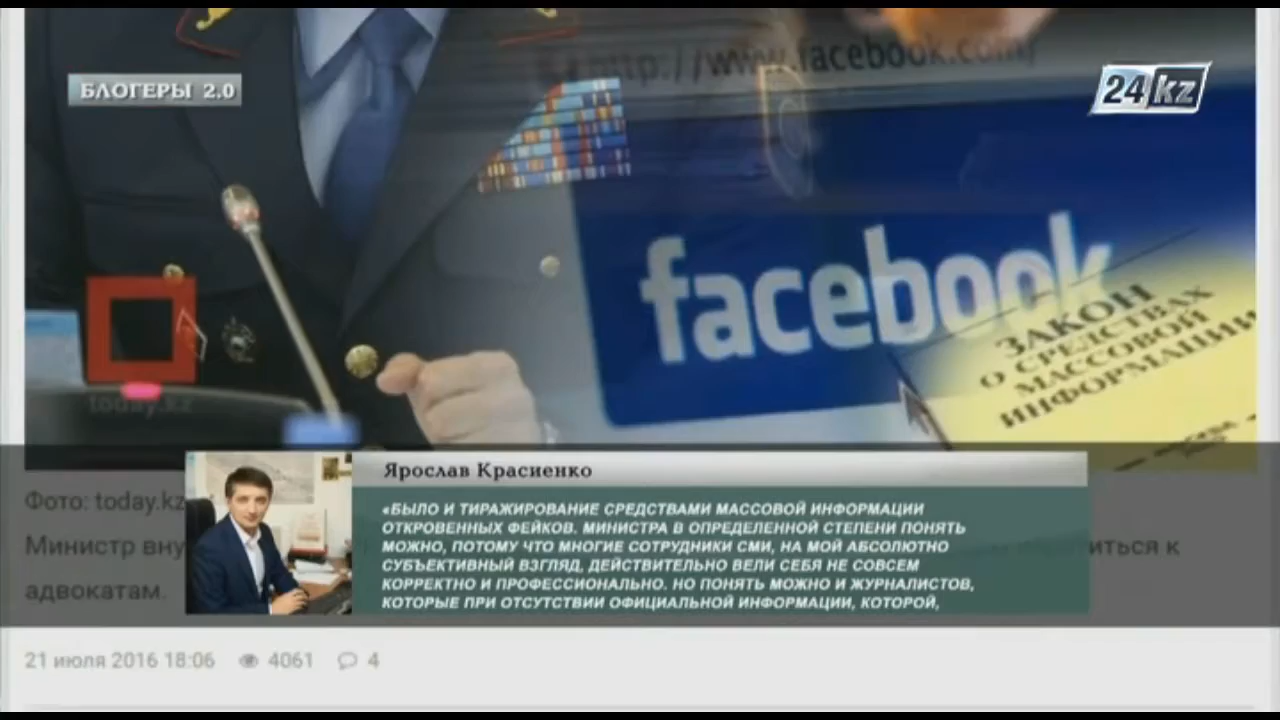 http://www.facebook.com/
БЛОГЕРЫ 2.0
24 kz
facebook
ЗАКОН
О СРЕДСТВАХ
МАССОВОЙ
ИНФОРМАЦИИ
today.kz
Ярослав Красиенко
«БЫЛО И ТИРАЖИРОВАНИЕ СРЕДСТВАМИ МАССОВОЙ ИНФОРМАЦИИ
ОТКРОВЕННЫХ ФЕЙКОВ. МИНИСТРА В ОПРЕДЕЛЕННОЙ СТЕПЕНИ ПОНЯТЬ
МОЖНО, ПОТОМУ ЧТО МНОГИЕ СОТРУДНИКИ СМИ, НА МОЙ АБСОЛЮТНО
СУБЪЕКТИВНЫЙ ВЗГЛЯД, ДЕЙСТВИТЕЛЬНО ВЕЛИ СЕБЯ НЕ СОВСЕМ
КОРРЕКТНО И ПРОФЕССИОНАЛЬНО. НО ПОНЯТЬ МОЖНО И ЖУРНАЛИСТОВ,
КОТОРЫЕ ПРИ ОТСУТСТВИИ ОФИЦИАЛЬНОЙ ИНФОРМАЦИИ, КОТОРОЙ,
Фото: today.kz
Министр вну иться к
адвокатам.
21 июля 2016 18:06 4061 4